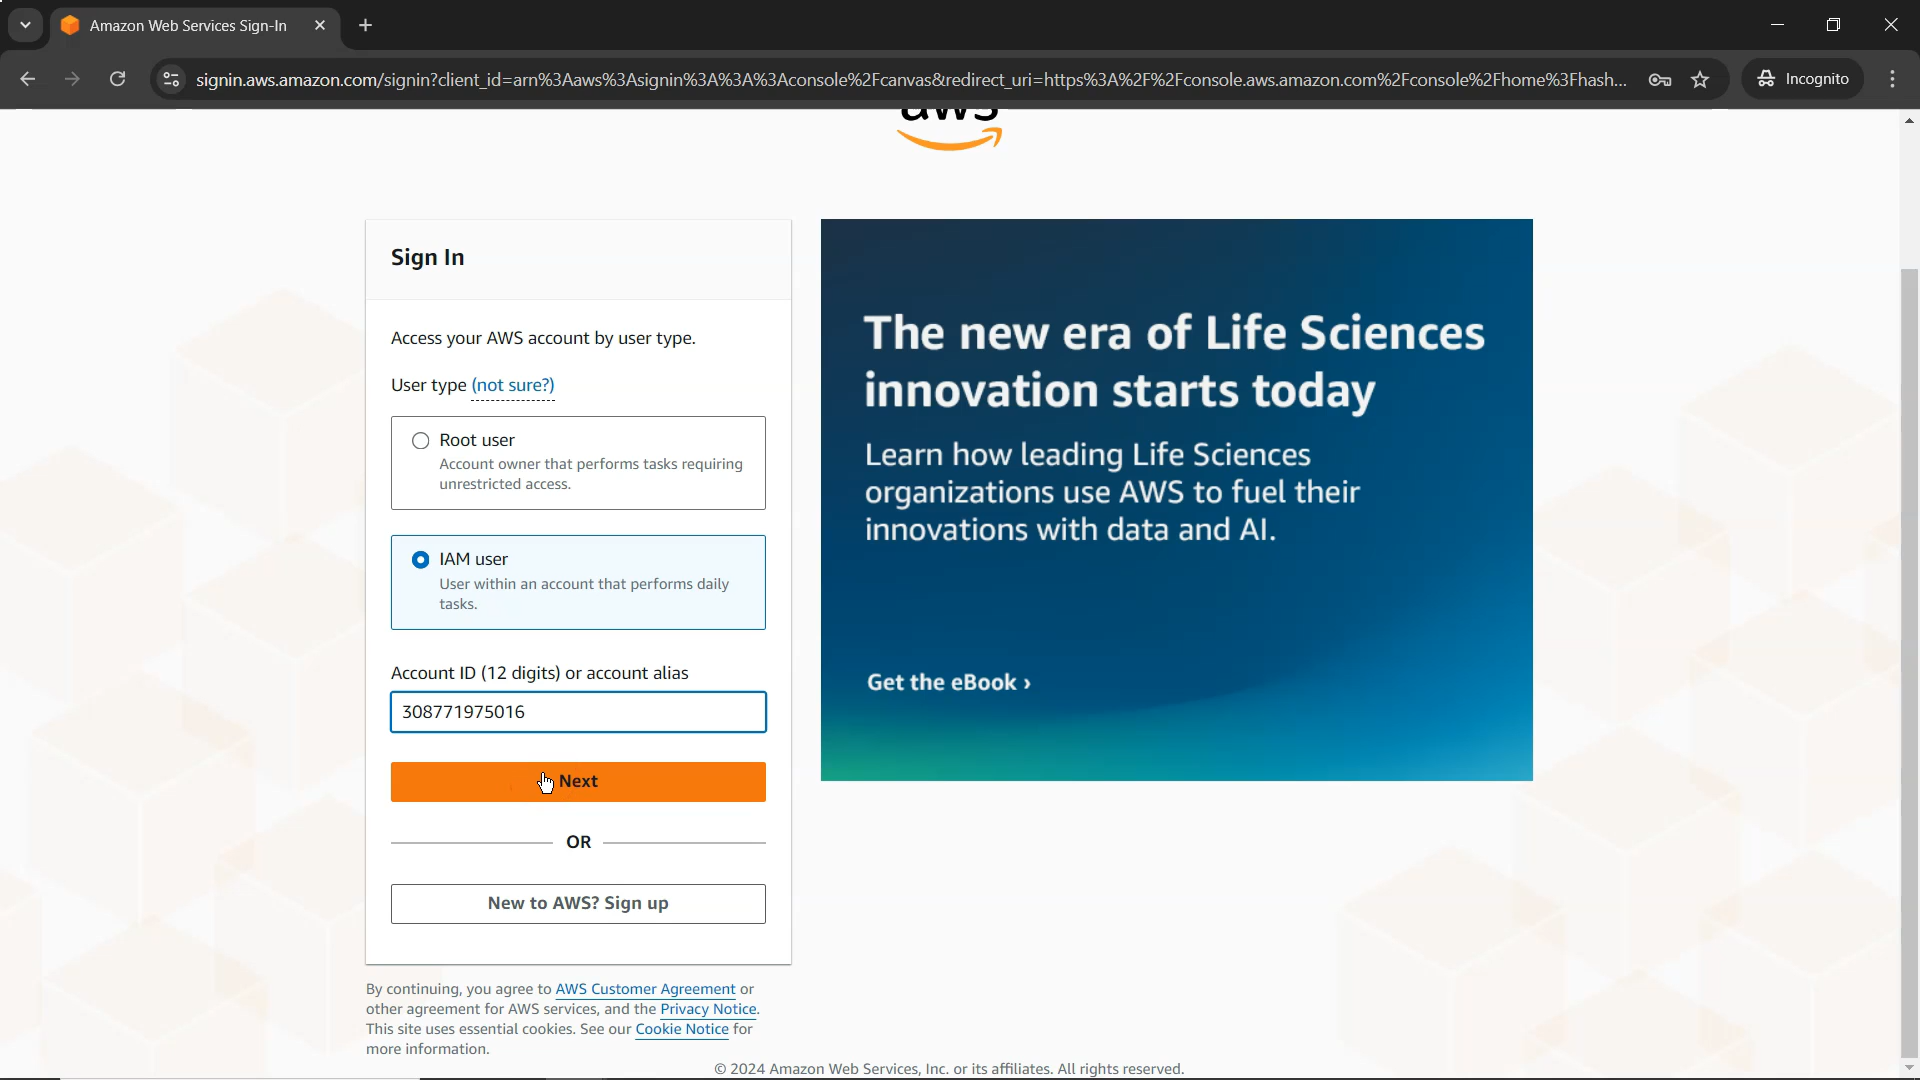 Amazon Web Services Sign-In
signin.aws.amazon.com/signin?client_id=arn%3Aaws%3Asignin%3A%3A%3Aconsole%2Fcanvas&redirect_uri=https%3A%2F%2Fconsole.aws.amazon.com%2Fconsole%2Fhome%3Fhash...
Incognito
aws
Sign In
Access your AWS account by user type.
User type (not sure?)
Root user
Account owner that performs tasks requiring
unrestricted access.
IAM user
User within an account that performs daily
tasks.
Account ID (12 digits) or account alias
308771975016
Next
OR
New to AWS? Sign up
The new era of Life Sciences
innovation starts today
Learn how leading Life Sciences
organizations use AWS to fuel their
innovations with data and AI.
Get the eBook ›
By continuing, you agree to AWS Customer Agreement or
other agreement for AWS services, and the Privacy Notice.
This site uses essential cookies. See our Cookie Notice for
more information.
© 2024 Amazon Web Services, Inc. or its affiliates. All rights reserved.